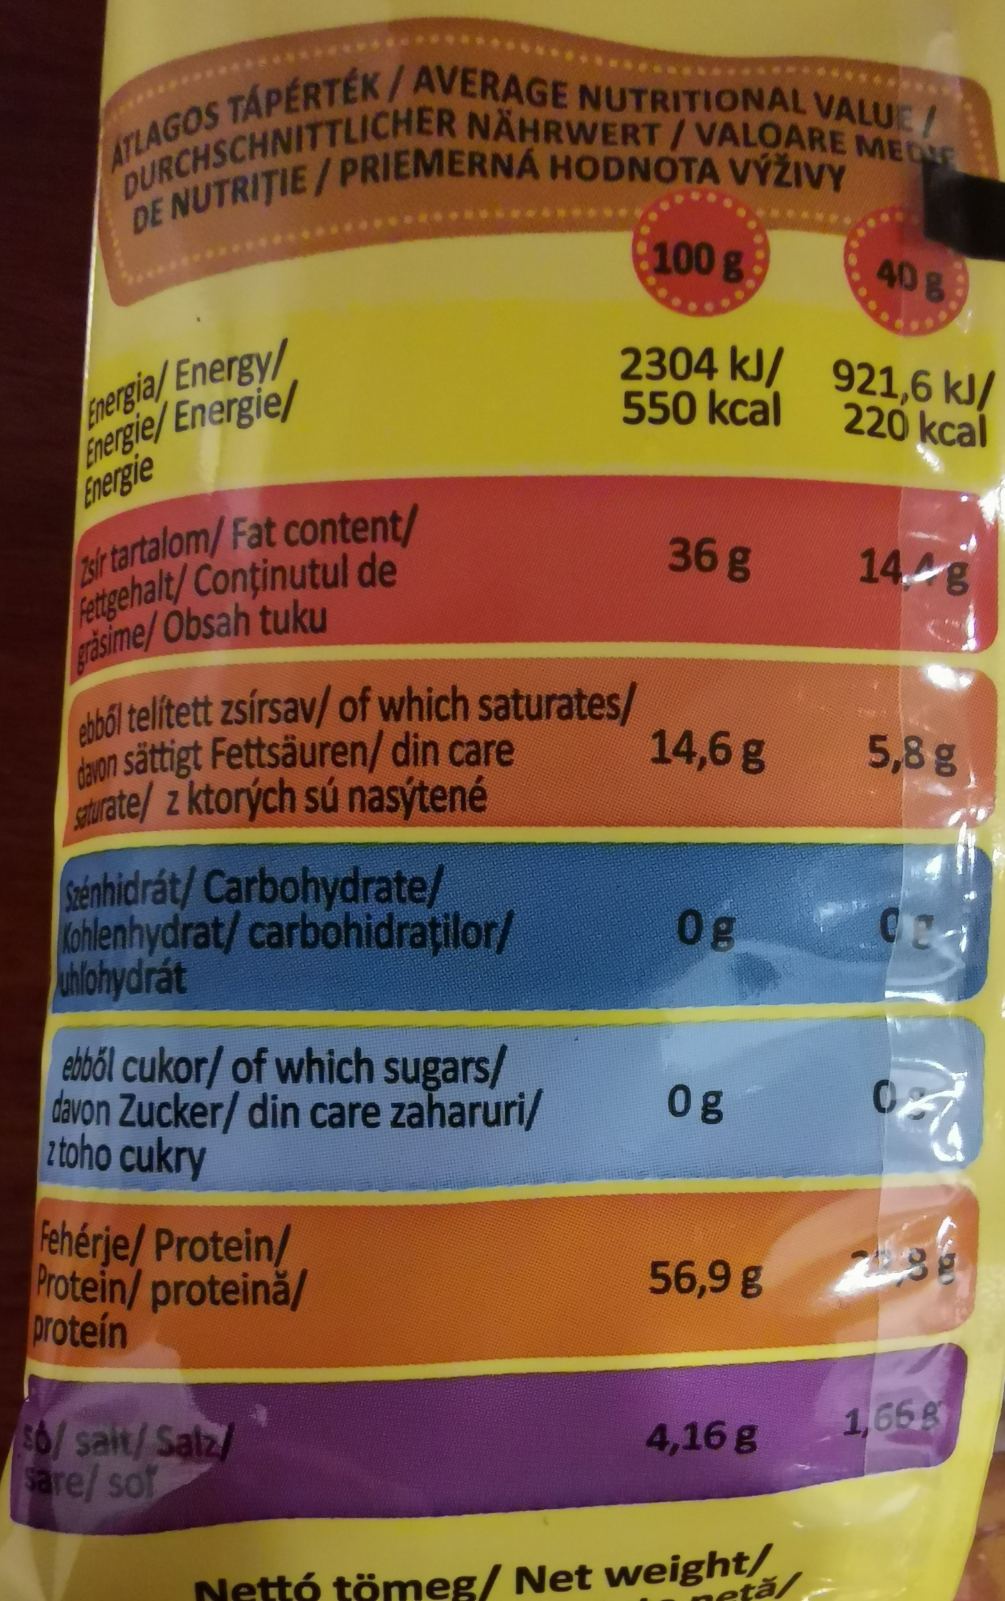 ÁTLAGOS TÁPÉRTÉK / AVERAGE NUTRITIONAL VALUE /
DURCHSCHNITTLICHER NÄHRWERT / VALOARE MEDIE
DE NUTRIȚIE / PRIEMERNÁ HODNOTA VÝŽIVY
100 g 40 g
Energia/ Energy/ 2304 kJ/ 921,6 kJ/
Energie/ Energie/ 550 kcal 220 kcal
Energie
Zsír tartalom/ Fat content/
Fettgehalt/ Conținutul de 36 g 14,4 g
grăsime/ Obsah tuku
ebből telített zsírsav/ of which saturates/
davon sättigt Fettsäuren/ din care 14,6 g 5,8 g
saturate/ z ktorých sú nasýtené
Szénhidrát/ Carbohydrate/
Kohlenhydrat/ carbohidraților/ 0 g 0 g
uhľohydrát
ebből cukor/ of which sugars/
davon Zucker/ din care zaharuri/ 0 g 0 g
z toho cukry
Fehérje/ Protein/
Protein/ proteină/ 56,9 g
proteín
só/ salt/ Salz/ 4,16 g 1,66 g
sare/ soľ
Nettó tömeg/ Net weight/
netă/